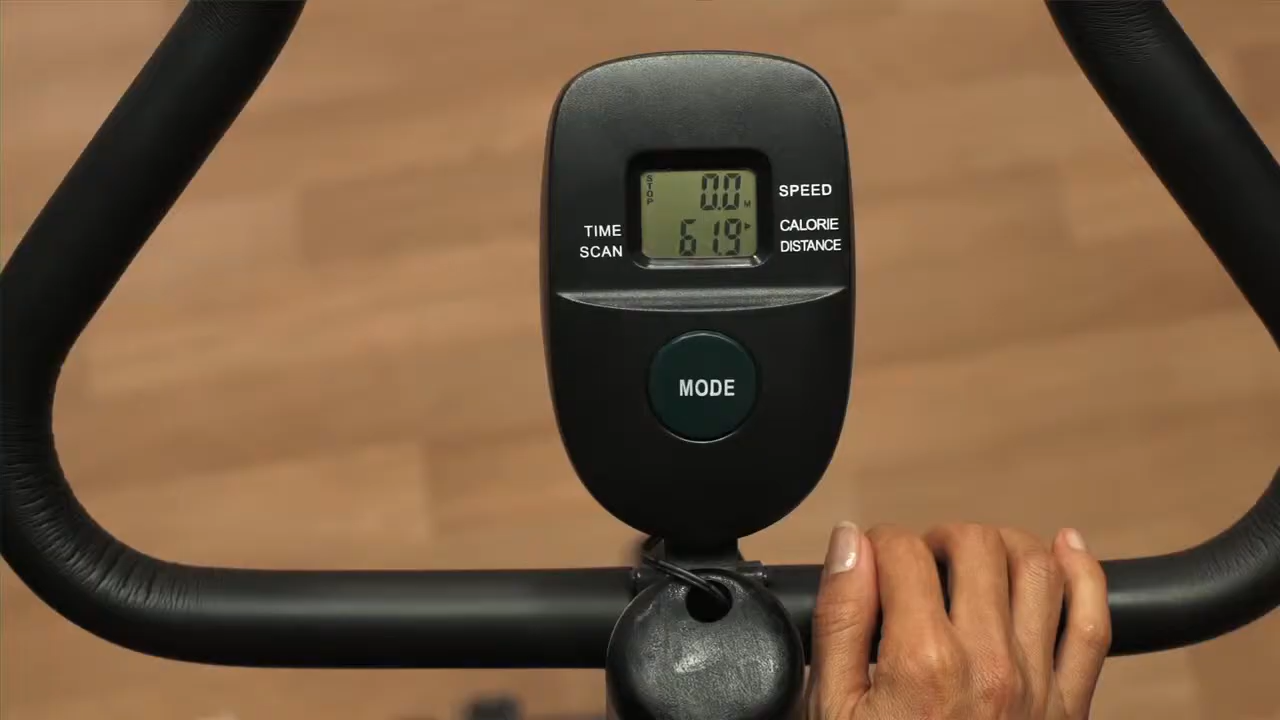 STOP
0.0 M
SPEED
61.9
TIME
SCAN
CALORIE
DISTANCE
MODE